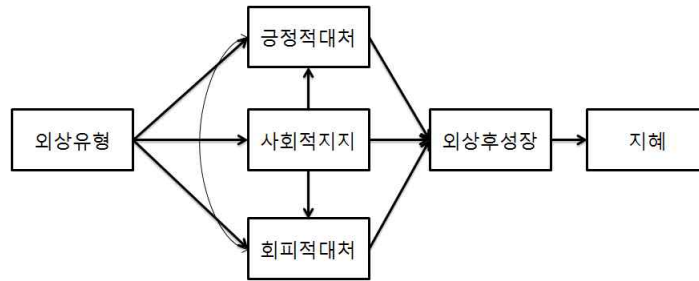 긍정적대처
외상유형
사회적지지
외상후성장
지혜
회피적대처